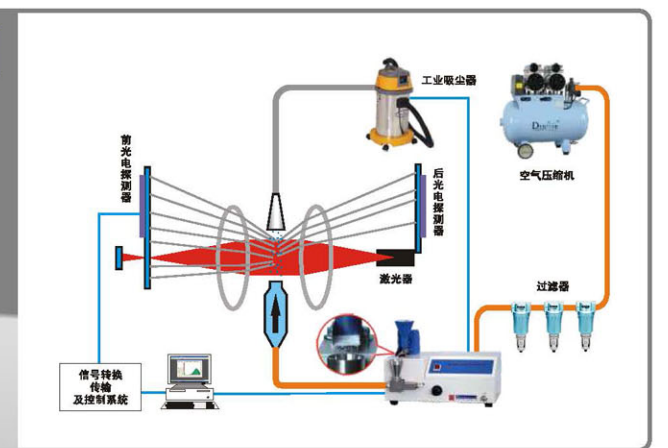 工业吸尘器
空气压缩机
前光电探测器
后光电探测器
激光器
过滤器
信号转换
传输
及控制系统